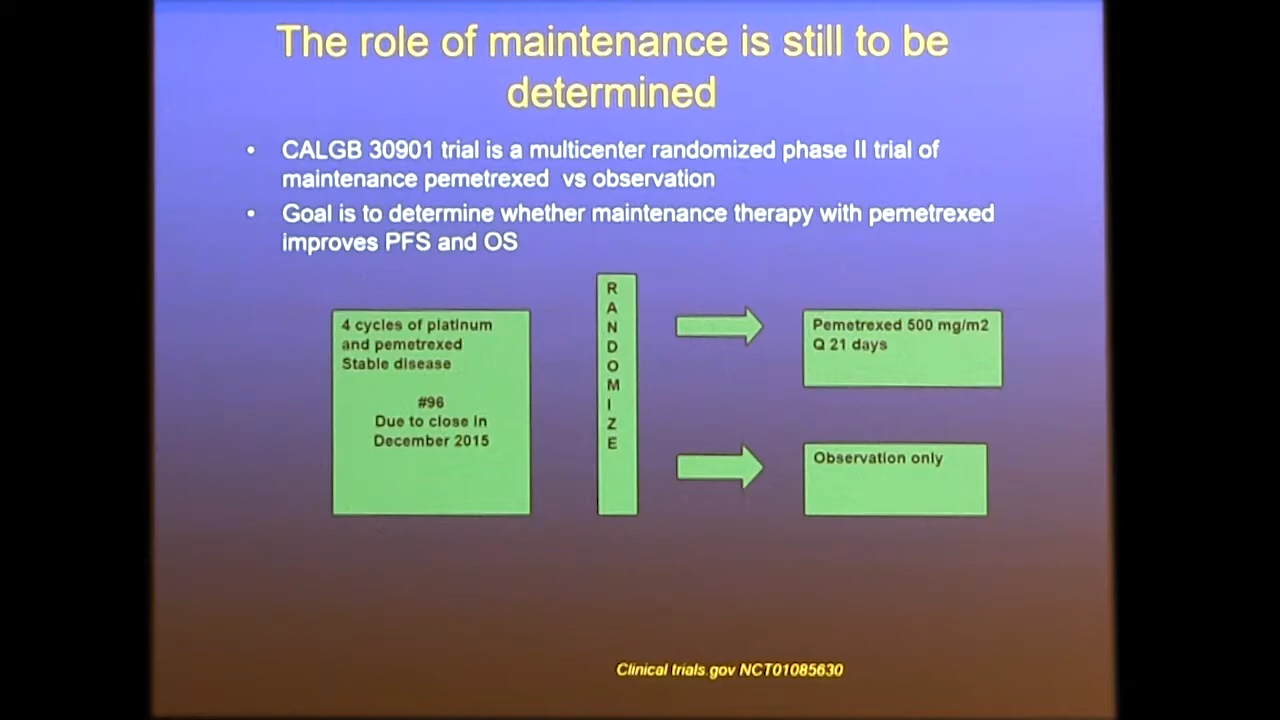 The role of maintenance is still to be
determined
• CALGB 30901 trial is a multicenter randomized phase II trial of
maintenance pemetrexed vs observation
• Goal is to determine whether maintenance therapy with pemetrexed
improves PFS and OS
4 cycles of platinum
and pemetrexed
Stable disease
#96
Due to close in
December 2015
R
A
N
D
O
M
I
Z
E
Pemetrexed 500 mg/m2
Q 21 days
Observation only
Clinical trials.gov NCT01085630